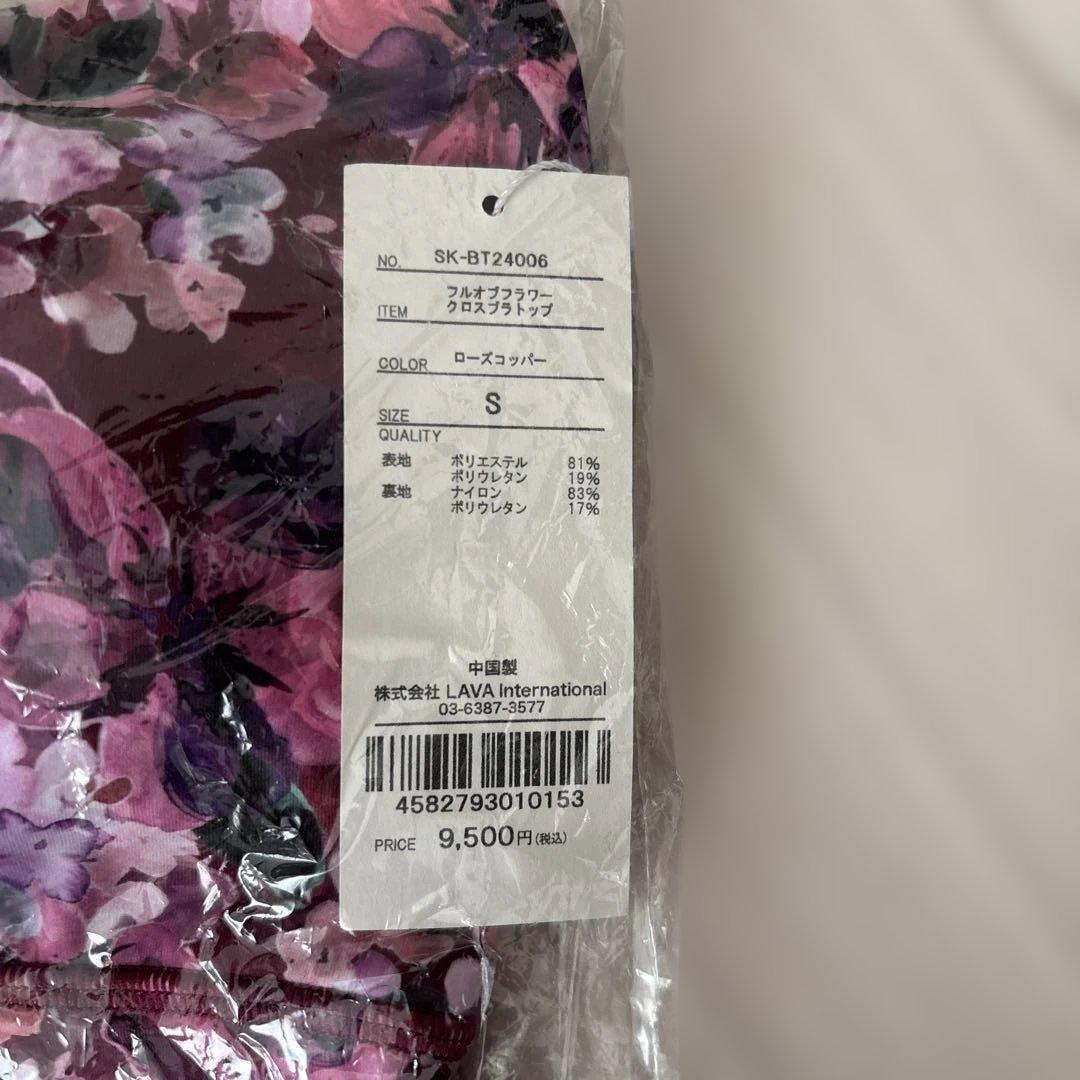 NO. SK-BT24006
ITEM フルオブフラワー
クロスブラトップ
COLOR ローズコッパー
SIZE S
QUALITY
表地 ポリエステル 81%
ポリウレタン 19%
裏地 ナイロン 83%
ポリウレタン 17%
中国製
株式会社 LAVA International
03-6387-3577
4582793010153
PRICE 9,500円(税込)